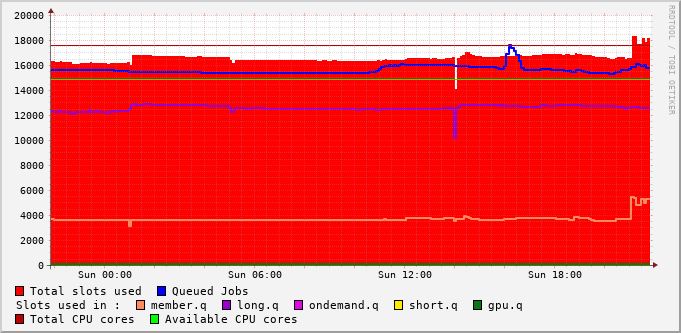 20000
18000
16000
14000
12000
10000
8000
6000
4000
2000
0
Sun 00:00 Sun 06:00 Sun 12:00 Sun 18:00
RRDTOOL / TOBI OETIKER
Total slots used Queued Jobs
Slots used in : member.q long.q ondemand.q short.q gpu.q
Total CPU cores Available CPU cores